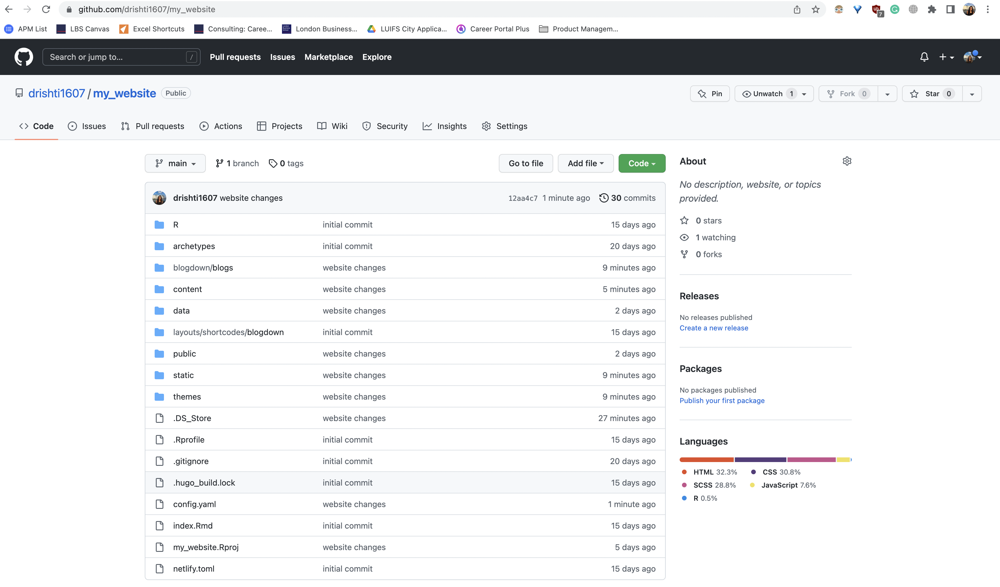 github.com/drishti1607/my_website
7
APM List LBS Canvas Excel Shortcuts Consulting: Caree... London Business... LUIFS City Applica... Career Portal Plus Product Managem...
Search or jump to... / Pull requests Issues Marketplace Explore
drishti1607 / my_website Public Pin Unwatch 1 Fork 0 Star 0
Code Issues Pull requests Actions Projects Wiki Security Insights Settings
main 1 branch 0 tags Go to file Add file Code
drishti1607 website changes 12aa4c7 1 minute ago 30 commits
R initial commit 15 days ago
archetypes initial commit 20 days ago
blogdown/blogs website changes 9 minutes ago
content website changes 5 minutes ago
data website changes 2 days ago
layouts/shortcodes/blogdown initial commit 15 days ago
public website changes 2 days ago
static website changes 9 minutes ago
themes website changes 9 minutes ago
.DS_Store website changes 27 minutes ago
.Rprofile initial commit 15 days ago
.gitignore initial commit 20 days ago
.hugo_build.lock initial commit 15 days ago
config.yaml website changes 1 minute ago
index.Rmd initial commit 15 days ago
my_website.Rproj website changes 5 days ago
netlify.toml initial commit 15 days ago
About
No description, website, or topics
provided.
0 stars
1 watching
0 forks
Releases
No releases published
Create a new release
Packages
No packages published
Publish your first package
Languages
HTML 32.3% CSS 30.8%
SCSS 28.8% JavaScript 7.6%
R 0.5%